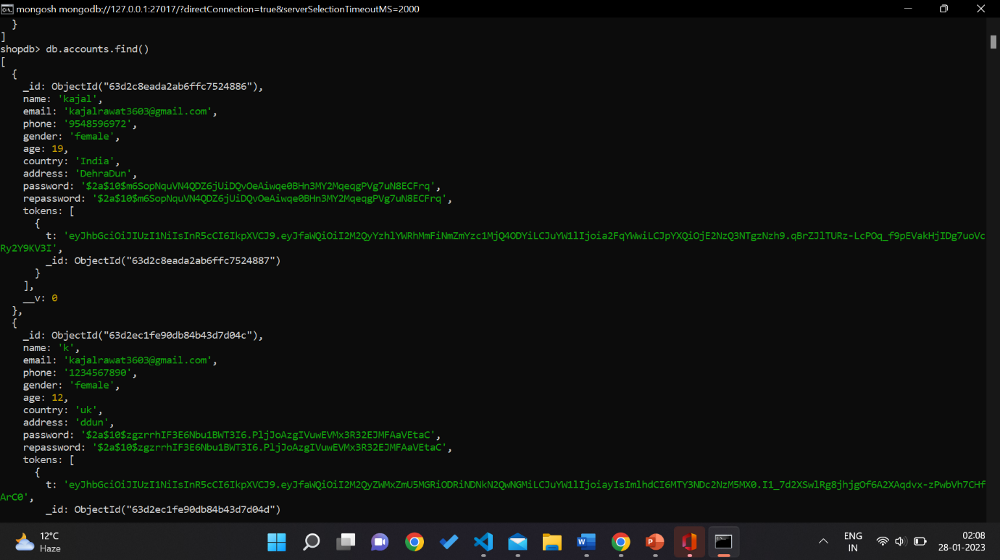 mongosh mongodb://127.0.0.1:27017/?directConnection=true&serverSelectionTimeoutMS=2000
}
]
shopdb> db.accounts.find()
[
{
_id: ObjectId("63d2c8eada2ab6ffc7524886"),
name: 'kajal',
email: 'kajalrawat3603@gmail.com',
phone: '9548596972',
gender: 'female',
age: 19,
country: 'India',
address: 'DehraDun',
password: '$2a$10$m6SopNquVN4QDZ6jUiDQvOeAiwqe0BHn3MY2MqeqgPVg7uN8ECFrq',
repassword: '$2a$10$m6SopNquVN4QDZ6jUiDQvOeAiwqe0BHn3MY2MqeqgPVg7uN8ECFrq',
tokens: [
{
t: 'eyJhbGciOiJIUzI1NiIsInR5cCI6IkpXVCJ9.eyJfaWQiOiI2M2QyYzhlYWRhMmFiNmZmYzc1MjQ4ODYiLCJuYW1lIjoia2FqYWwiLCJpYXQiOjE2NzQ3NTgzNzh9.qBrZJlTURz-LcPOq_f9pEVakHjIDg7uoVc
Ry2Y9KV3I',
_id: ObjectId("63d2c8eada2ab6ffc7524887")
}
],
__v: 0
},
{
_id: ObjectId("63d2ec1fe90db84b43d7d04c"),
name: 'k',
email: 'kajalrawat3603@gmail.com',
phone: '1234567890',
gender: 'female',
age: 12,
country: 'uk',
address: 'ddun',
password: '$2a$10$zgzrrhIF3E6Nbu1BWT3I6.PljJoAzgIVuwEVMx3R32EJMFAaVEtaC',
repassword: '$2a$10$zgzrrhIF3E6Nbu1BWT3I6.PljJoAzgIVuwEVMx3R32EJMFAaVEtaC',
tokens: [
{
t: 'eyJhbGciOiJIUzI1NiIsInR5cCI6IkpXVCJ9.eyJfaWQiOiI2M2QyZWMxZmU5MGRiODRiNDNkN2QwNGMiLCJuYW1lIjoiayIsImlhdCI6MTY3NDc2NzM5MX0.I1_7d2XSwlRg8jhjgOf6A2XAqdvx-zPwbVh7CHf
ArC0',
_id: ObjectId("63d2ec1fe90db84b43d7d04d")
12°C
Haze
ENG
IN
02:08
28-01-2023